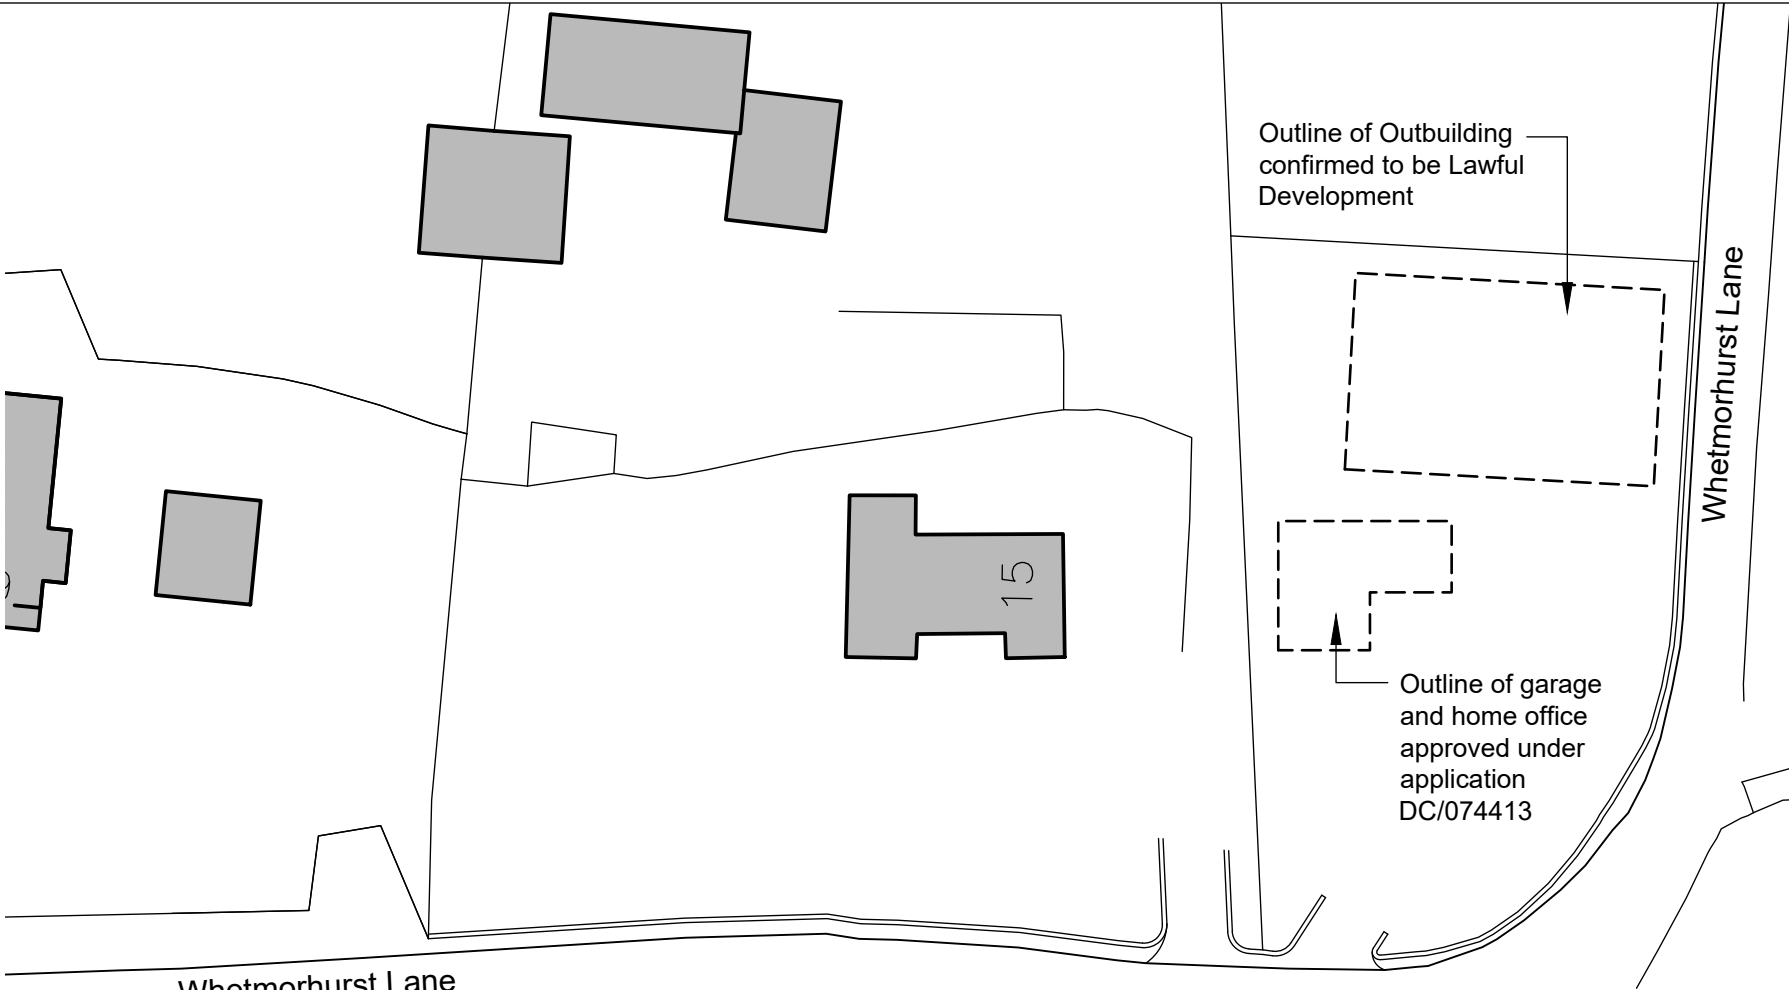 Outline of Outbuilding
confirmed to be Lawful
Development
Whetmorhurst Lane
15
Outline of garage
and home office
approved under
application
DC/074413
Whetmorhurst Lane